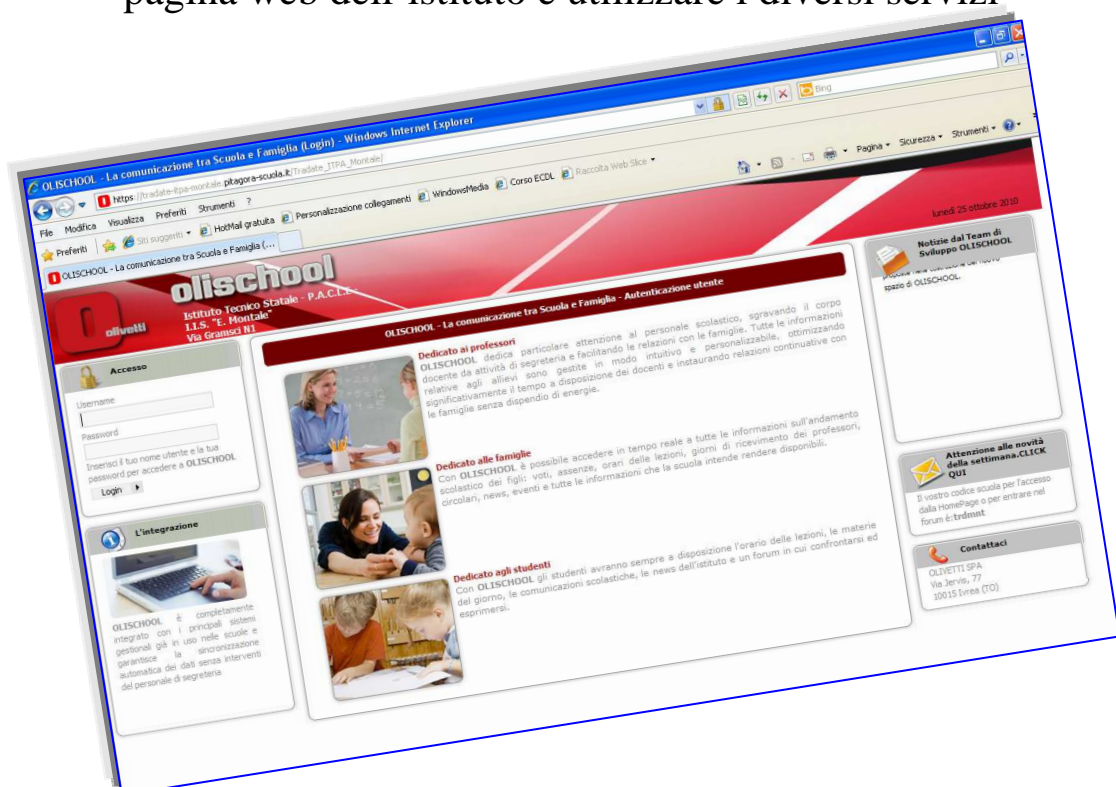 pagina web dell'istituto e utilizzare i diversi servizi
OLISCHOOL - La comunicazione tra Scuola e Famiglia (Login) - Windows Internet Explorer
https://tradate-itpa-montale.pitagora-scuola.it/Tradate_ITPA_Montale/
Bing
File Modifica Visualizza Preferiti Strumenti ?
Preferiti Siti suggeriti HotMail gratuita Personalizzazione collegamenti WindowsMedia Corso ECDL Raccolta Web Slice
OLISCHOOL - La comunicazione tra Scuola e Famiglia (...
Pagina Sicurezza Strumenti
olivetti
olischool
Istituto Tecnico Statale - P.A.C.L.E.-
I.I.S. "E. Montale"
Via Gramsci N1
lunedì 25 ottobre 2010
Accesso
Username
Password
Inserisci il tuo nome utente e la tua
password per accedere a OLISCHOOL
Login
L'integrazione
OLISCHOOL è completamente
integrato con i principali sistemi
gestionali già in uso nelle scuole e
garantisce la sincronizzazione
automatica dei dati senza interventi
del personale di segreteria
OLISCHOOL - La comunicazione tra Scuola e Famiglia - Autenticazione utente
Dedicato ai professori
OLISCHOOL dedica particolare attenzione al personale scolastico, sgravando il corpo
docente da attività di segreteria e facilitando le relazioni con le famiglie. Tutte le informazioni
relative agli allievi sono gestite in modo intuitivo e personalizzabile, ottimizzando
significativamente il tempo a disposizione dei docenti e instaurando relazioni continuative con
le famiglie senza dispendio di energie.
Dedicato alle famiglie
Con OLISCHOOL è possibile accedere in tempo reale a tutte le informazioni sull'andamento
scolastico dei figli: voti, assenze, orari delle lezioni, giorni di ricevimento dei professori,
circolari, news, eventi e tutte le informazioni che la scuola intende rendere disponibili.
Dedicato agli studenti
Con OLISCHOOL gli studenti avranno sempre a disposizione l'orario delle lezioni, le materie
del giorno, le comunicazioni scolastiche, le news dell'istituto e un forum in cui confrontarsi ed
esprimersi.
Notizie dal Team di
Sviluppo OLISCHOOL
proposte nella costruzione del nuovo
spazio di OLISCHOOL.
Attenzione alle novità
della settimana.CLICK
QUI
Il vostro codice scuola per l'accesso
dalla HomePage o per entrare nel
forum è:trdmnt
Contattaci
OLIVETTI SPA
Via Jervis, 77
10015 Ivrea (TO)